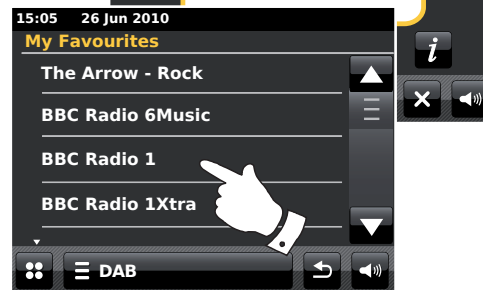 15:05 26 Jun 2010
My Favourites
The Arrow - Rock
BBC Radio 6Music
BBC Radio 1
BBC Radio 1Xtra
DAB
i